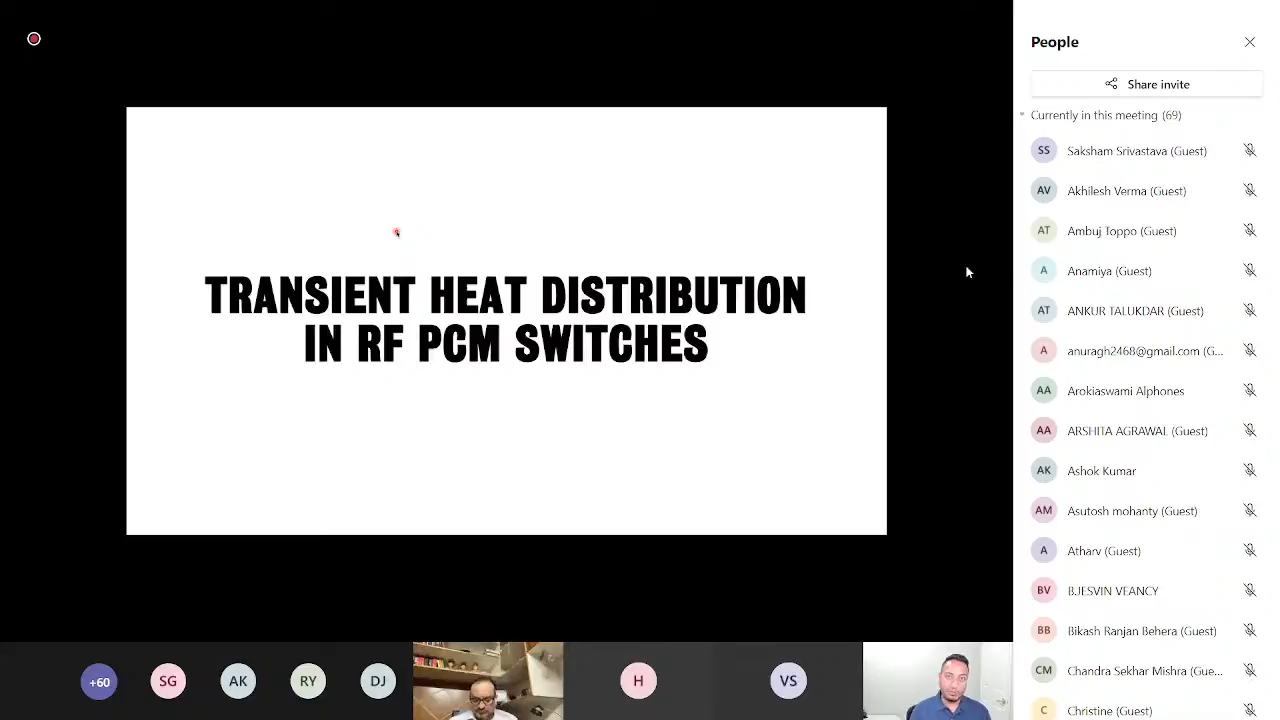 People
Share invite
Currently in this meeting (69)
SS Saksham Srivastava (Guest)
AV Akhilesh Verma (Guest)
AT Ambuj Toppo (Guest)
A Anamiya (Guest)
AT ANKUR TALUKDAR (Guest)
A anuragh2468@gmail.com (G...
AA Arokiaswami Alphones
AA ARSHITA AGRAWAL (Guest)
AK Ashok Kumar
AM Asutosh mohanty (Guest)
A Atharv (Guest)
BV B.JESVIN VEANCY
BB Bikash Ranjan Behera (Guest)
CM Chandra Sekhar Mishra (Gue...
C Christine (Guest)
TRANSIENT HEAT DISTRIBUTION
IN RF PCM SWITCHES
+60 SG AK RY DJ H VS